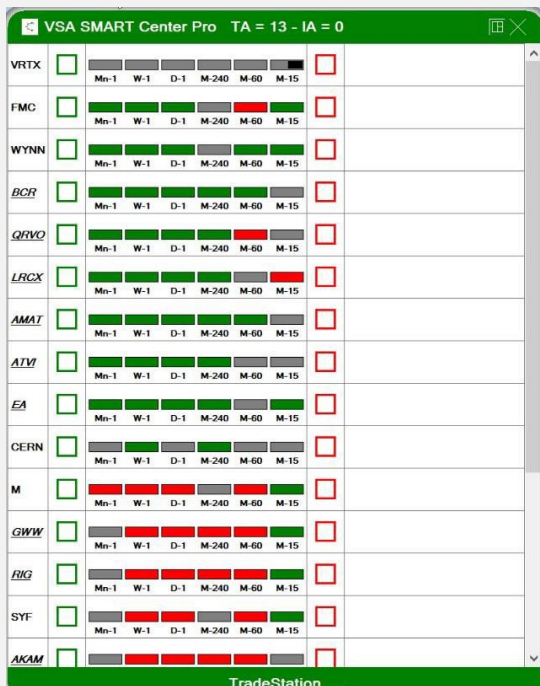 VSA SMART Center Pro TA = 13 - IA = 0
VRTX
Mn-1 W-1 D-1 M-240 M-60 M-15
FMC
Mn-1 W-1 D-1 M-240 M-60 M-15
WYNN
Mn-1 W-1 D-1 M-240 M-60 M-15
BCR
Mn-1 W-1 D-1 M-240 M-60 M-15
QRVO
Mn-1 W-1 D-1 M-240 M-60 M-15
LRCX
Mn-1 W-1 D-1 M-240 M-60 M-15
AMAT
Mn-1 W-1 D-1 M-240 M-60 M-15
ATVI
Mn-1 W-1 D-1 M-240 M-60 M-15
EA
Mn-1 W-1 D-1 M-240 M-60 M-15
CERN
Mn-1 W-1 D-1 M-240 M-60 M-15
M
Mn-1 W-1 D-1 M-240 M-60 M-15
GWW
Mn-1 W-1 D-1 M-240 M-60 M-15
RIG
Mn-1 W-1 D-1 M-240 M-60 M-15
SYF
Mn-1 W-1 D-1 M-240 M-60 M-15
AKAM
TradeStation